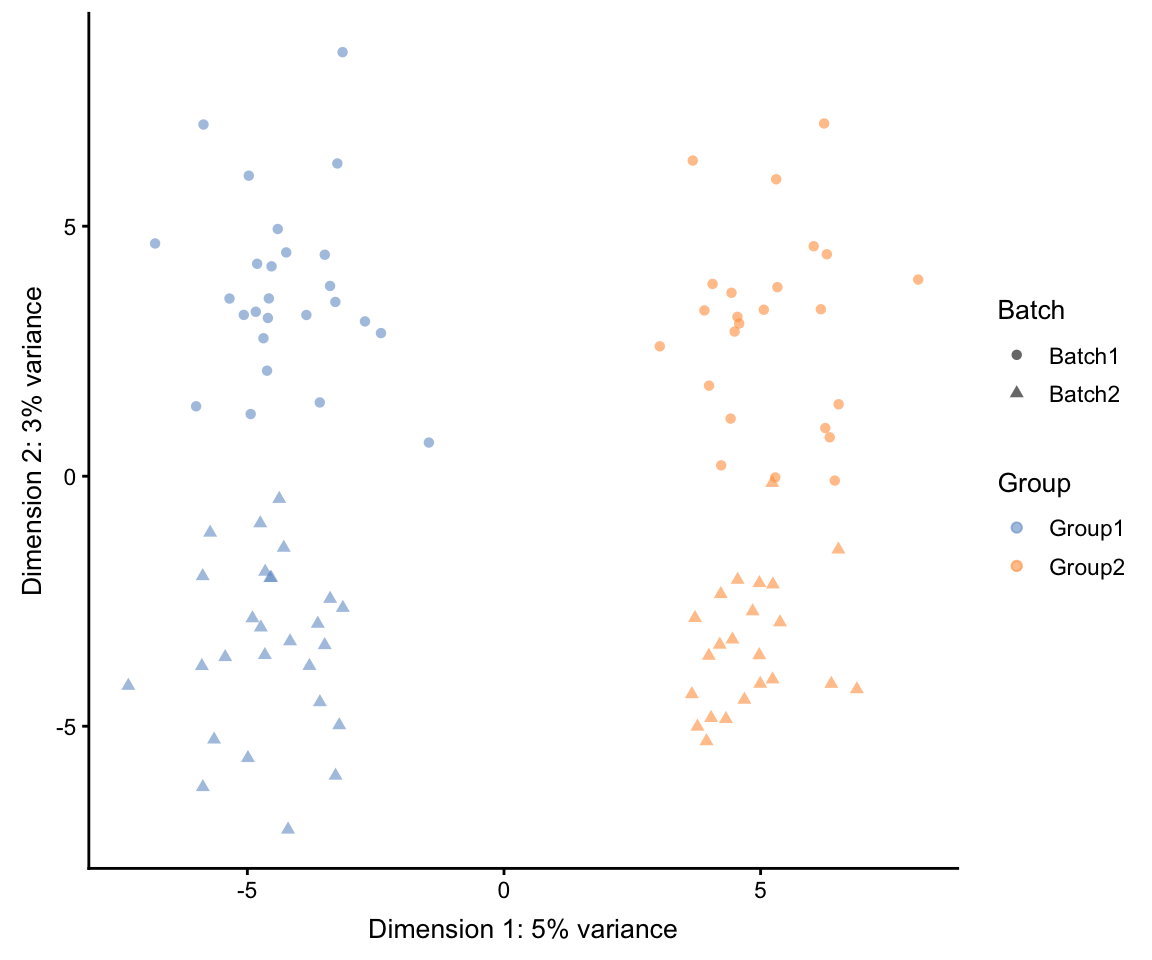 5
0
-5
-5
0
5
Dimension 1: 5% variance
Dimension 2: 3% variance
Batch
Batch1
Batch2
Group
Group1
Group2